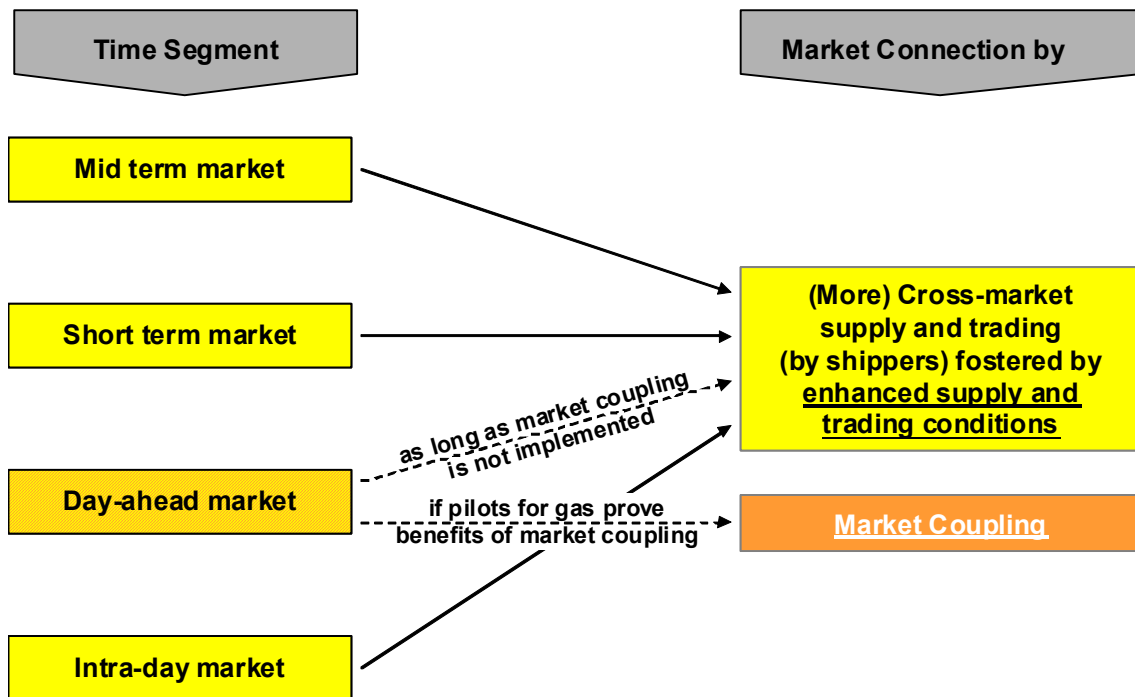 Time Segment
Market Connection by
Mid term market
Short term market
Day-ahead market
Intra-day market
as long as market coupling
is not implemented
if pilots for gas prove
benefits of market coupling
(More) Cross-market
supply and trading
(by shippers) fostered by
enhanced supply and
trading conditions
Market Coupling